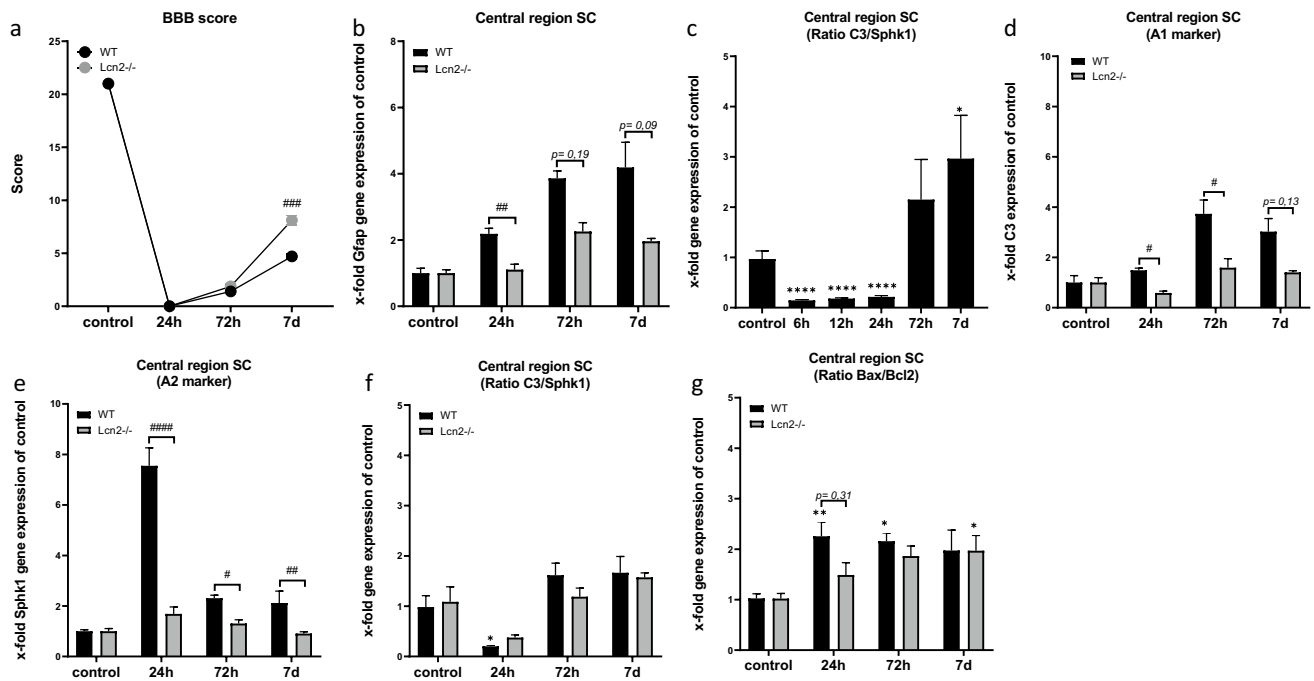 a
BBB score
25
20
15
10
5
0
Score
WT
Lcn2-/-
###
control 24h 72h 7d
b
Central region SC
8
6
4
2
0
x-fold Gfap gene expression of control
WT
Lcn2-/-
##
p= 0,19
p= 0,09
control 24h 72h 7d
c
Central region SC
(Ratio C3/Sphk1)
5
4
3
2
1
0
x-fold gene expression of control
**** **** **** *
control 6h 12h 24h 72h 7d
d
Central region SC
(A1 marker)
10
8
6
4
2
0
x-fold C3 expression of control
WT
Lcn2-/-
#
#
p= 0,13
control 24h 72h 7d
e
Central region SC
(A2 marker)
10
8
6
4
2
0
x-fold Sphk1 gene expression of control
WT
Lcn2-/-
####
#
##
control 24h 72h 7d
f
Central region SC
(Ratio C3/Sphk1)
5
4
3
2
1
0
x-fold gene expression of control
WT
Lcn2-/-
*
control 24h 72h 7d
g
Central region SC
(Ratio Bax/Bcl2)
5
4
3
2
1
0
x-fold gene expression of control
WT
Lcn2-/-
p= 0,31
** * *
control 24h 72h 7d